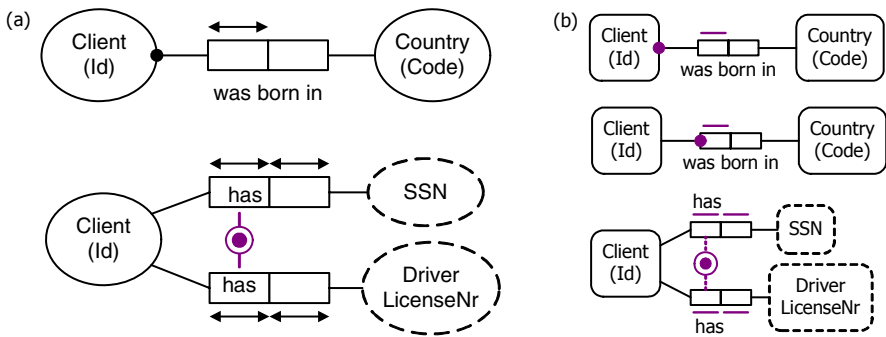 (a)
Client
(Id)
Country
(Code)
was born in
Client
(Id)
has
SSN
has
Driver
LicenseNr
(b)
Client
(Id)
Country
(Code)
was born in
Client
(Id)
Country
(Code)
was born in
has
Client
(Id)
SSN
Driver
LicenseNr
has